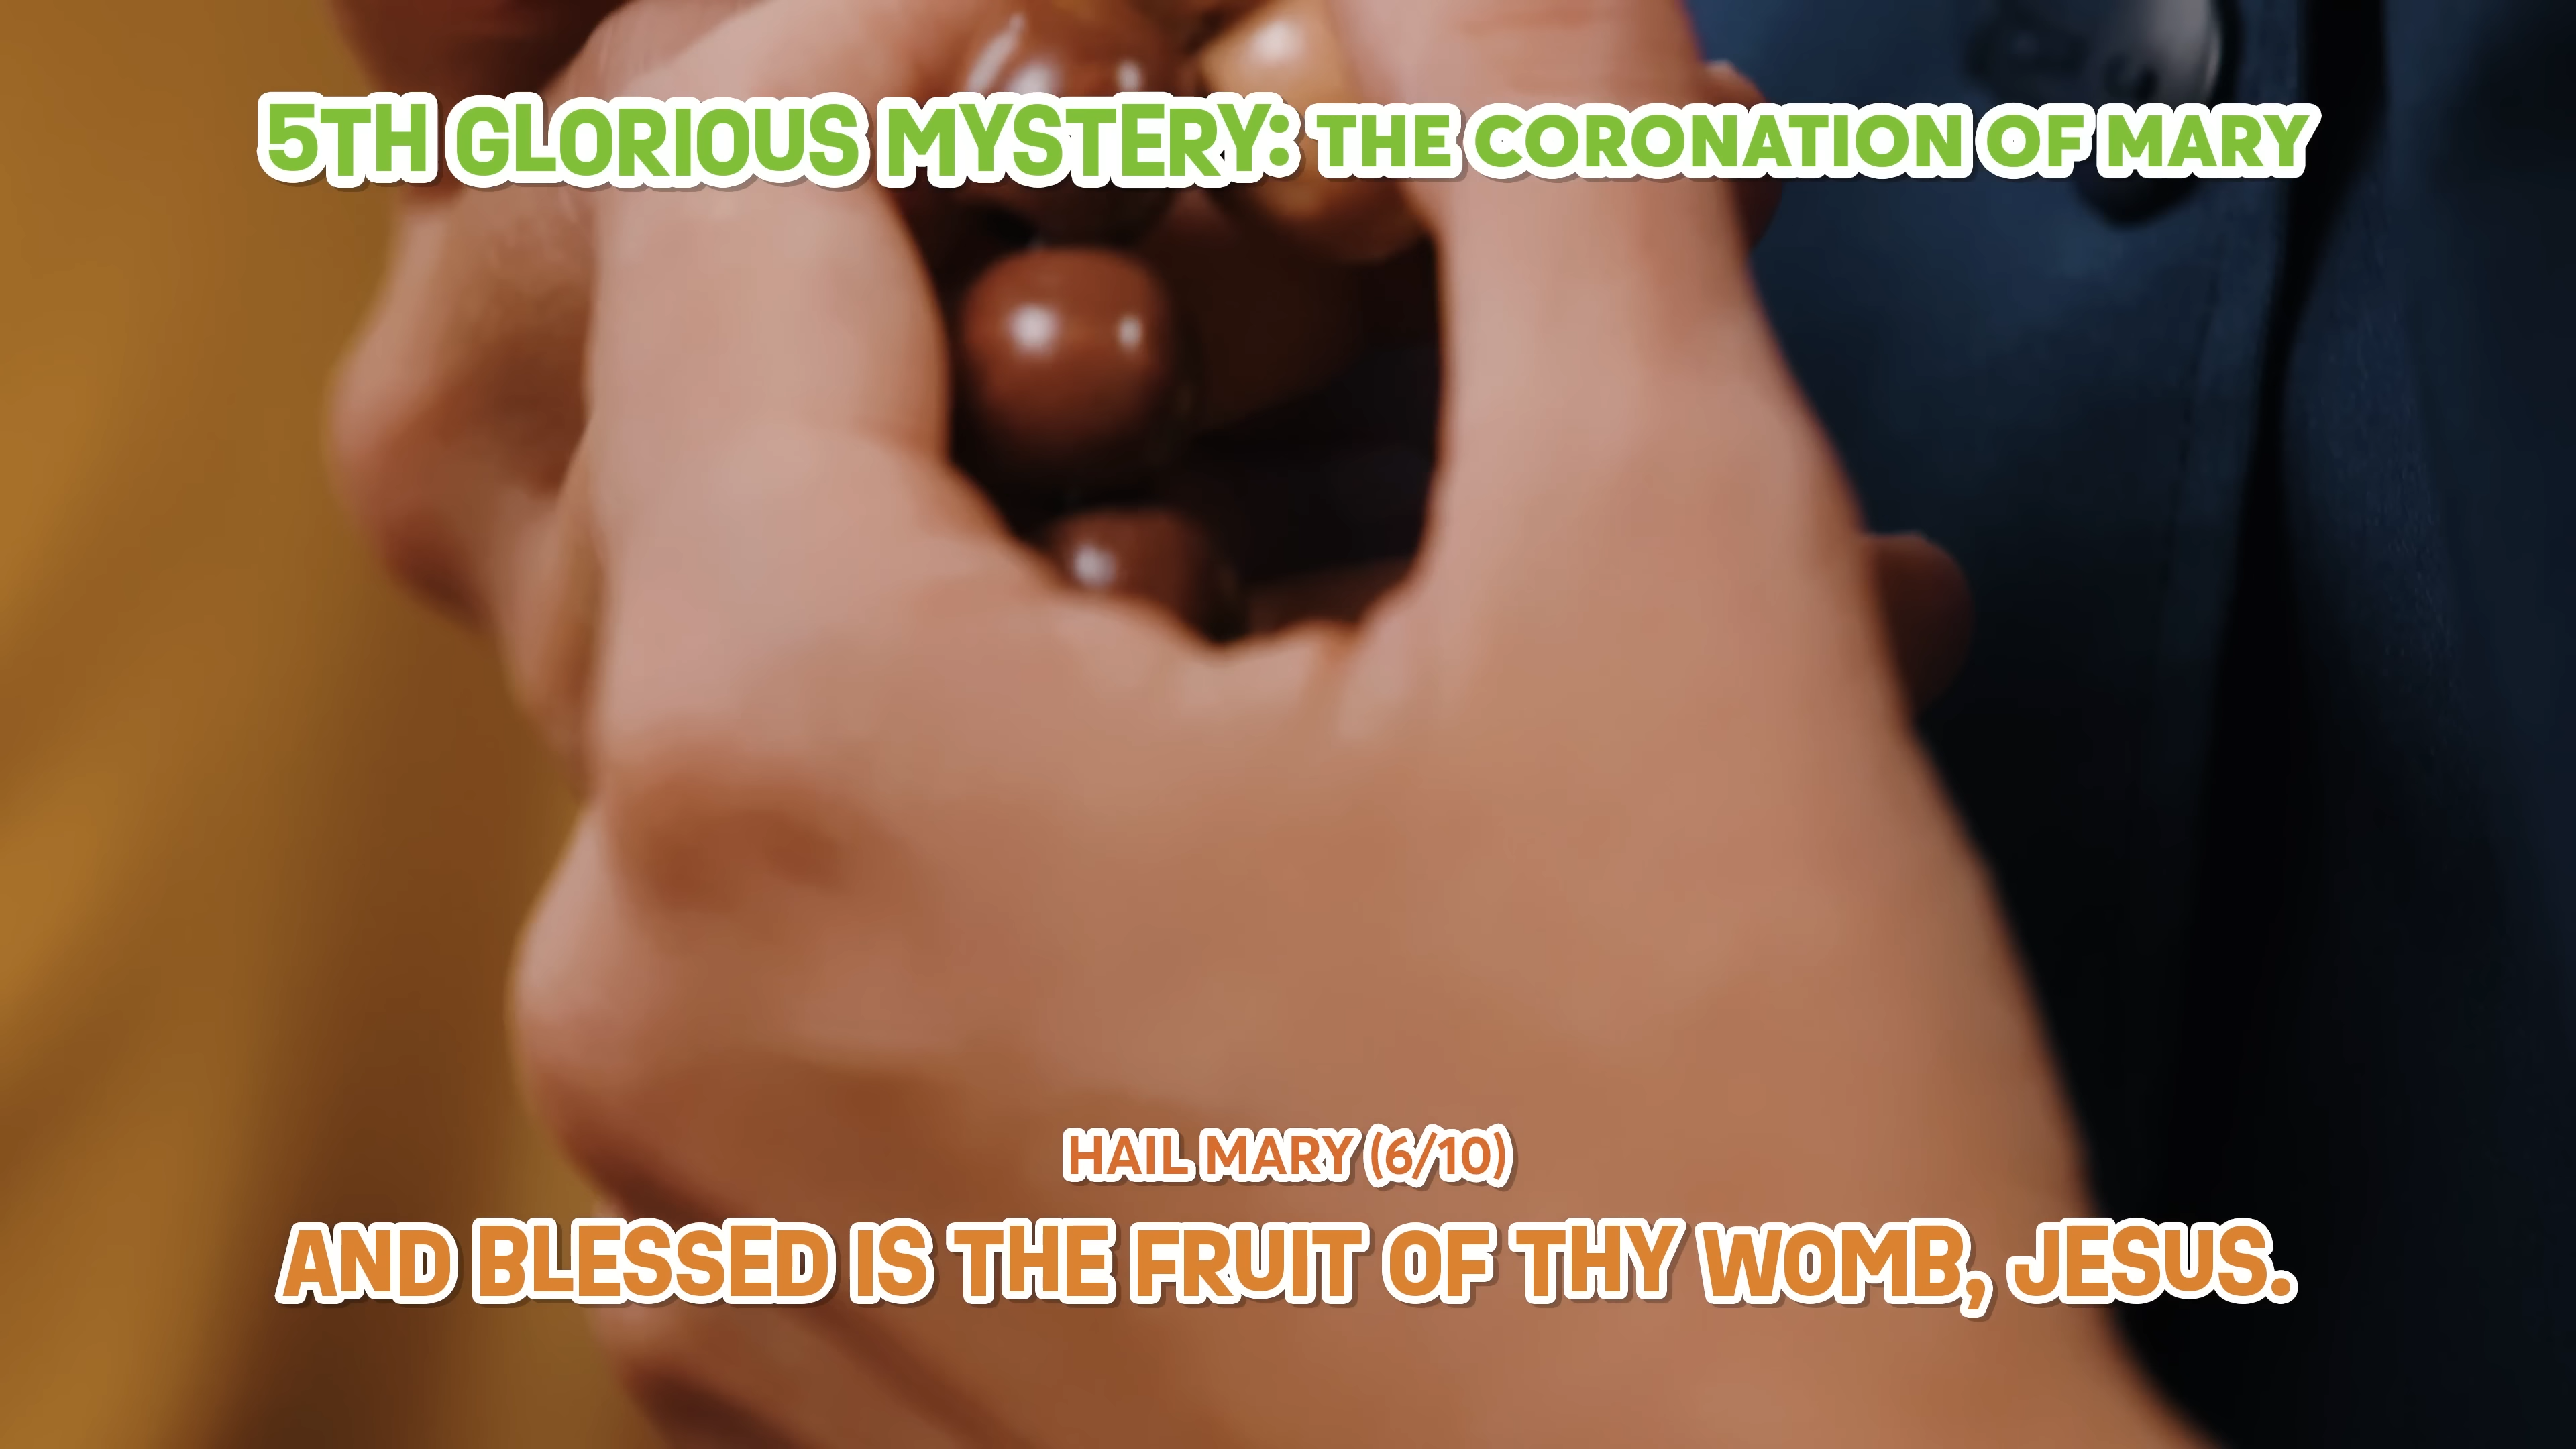 5TH GLORIOUS MYSTERY: THE CORONATION OF MARY
HAIL MARY (6/10)
AND BLESSED IS THE FRUIT OF THY WOMB, JESUS.